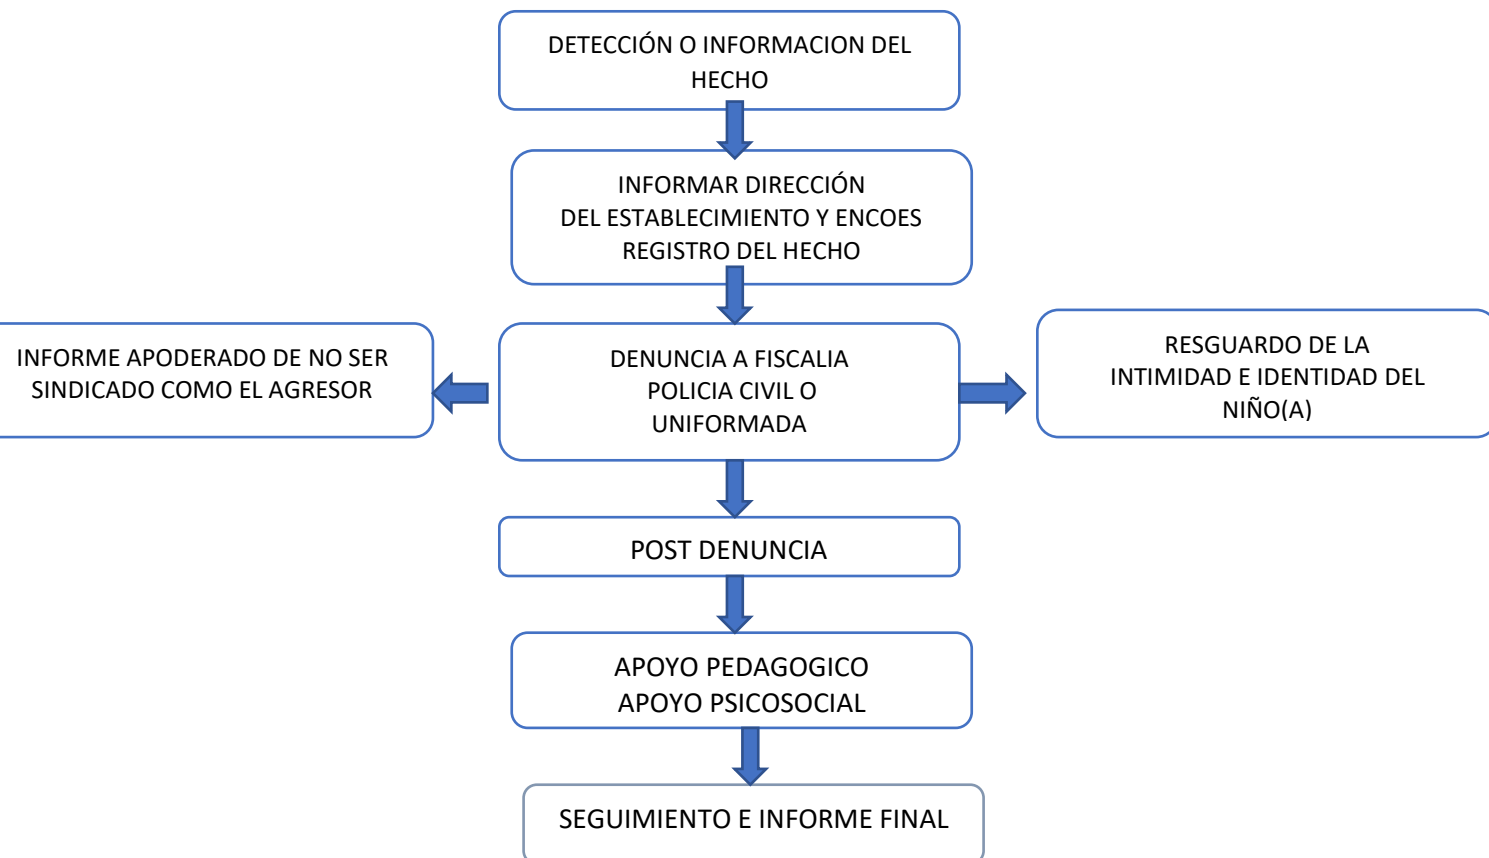 DETECCIÓN O INFORMACION DEL
HECHO
INFORMAR DIRECCIÓN
DEL ESTABLECIMIENTO Y ENCOES
REGISTRO DEL HECHO
INFORME APODERADO DE NO SER
SINDICADO COMO EL AGRESOR
DENUNCIA A FISCALIA
POLICIA CIVIL O
UNIFORMADA
RESGUARDO DE LA
INTIMIDAD E IDENTIDAD DEL
NIÑO(A)
POST DENUNCIA
APOYO PEDAGOGICO
APOYO PSICOSOCIAL
SEGUIMIENTO E INFORME FINAL